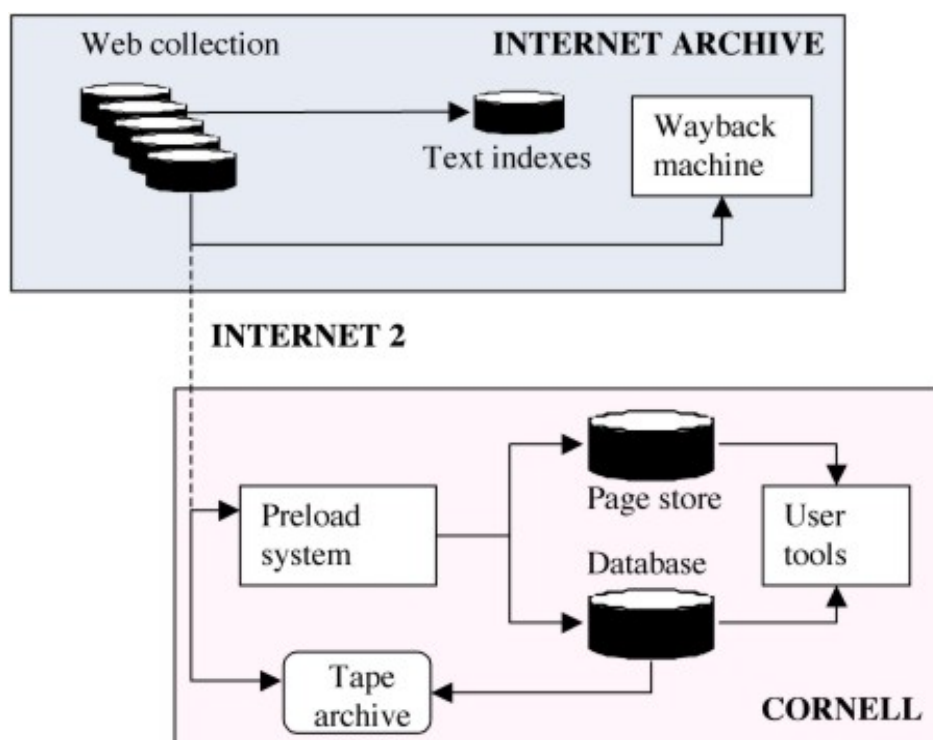 Web collection
INTERNET ARCHIVE
Text indexes
Wayback
machine
INTERNET 2
Preload
system
Page store
User
tools
Database
Tape
archive
CORNELL